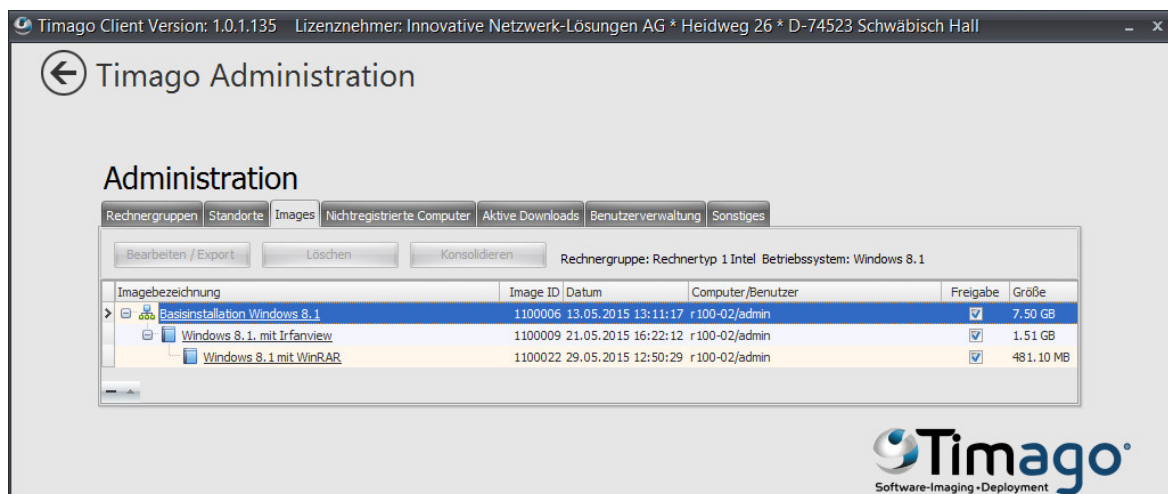 Timago Client Version: 1.0.1.135 Lizenznehmer: Innovative Netzwerk-Lösungen AG * Heidweg 26 * D-74523 Schwäbisch Hall
Timago Administration
Administration
Rechnergruppen Standorte Images Nichtregistrierte Computer Aktive Downloads Benutzerverwaltung Sonstiges
Bearbeiten / Export Löschen Konsolidieren Rechnergruppe: Rechnertyp 1 Intel Betriebssystem: Windows 8.1
Imagebezeichnung Image ID Datum Computer/Benutzer Freigabe Größe
Basisinstallation Windows 8.1 1100006 13.05.2015 13:11:17 r100-02/admin 7.50 GB
Windows 8.1. mit Irfanview 1100009 21.05.2015 16:22:12 r100-02/admin 1.51 GB
Windows 8.1 mit WinRAR 1100022 29.05.2015 12:50:29 r100-02/admin 481.10 MB
Timago
Software-Imaging•Deployment